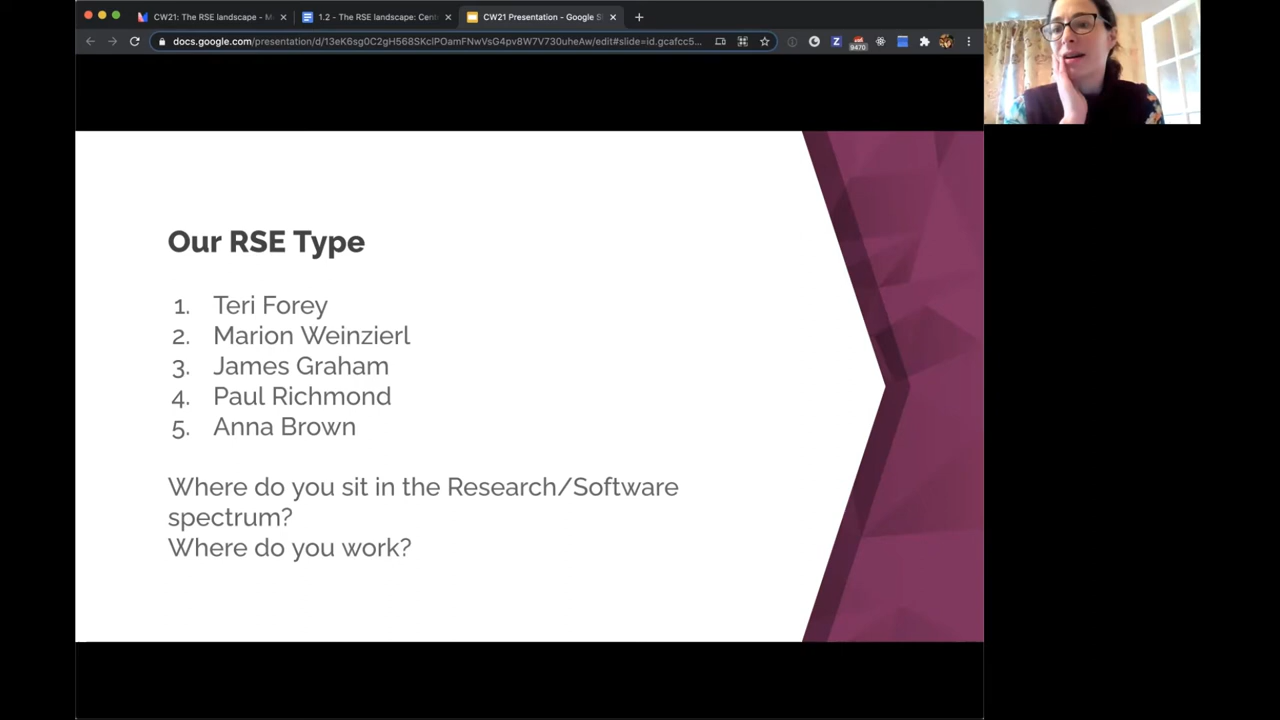 CW21: The RSE landscape - M
1.2 - The RSE landscape: Cent
CW21 Presentation - Google S
docs.google.com/presentation/d/13eK6sg0C2gH568SKclPOamFNwVsG4pv8W7V730uheAw/edit#slide=id.gcafcc5...
9470
Our RSE Type
1. Teri Forey
2. Marion Weinzierl
3. James Graham
4. Paul Richmond
5. Anna Brown
Where do you sit in the Research/Software
spectrum?
Where do you work?